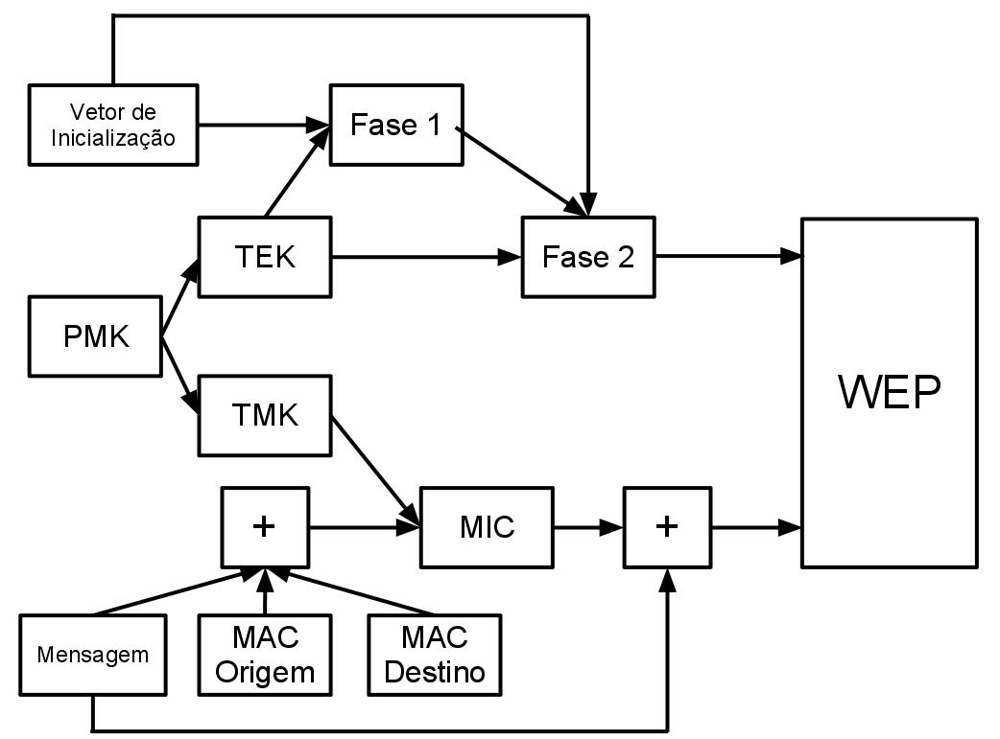 Vetor de
Inicialização
Fase 1
TEK
Fase 2
PMK
WEP
TMK
+
MIC
+
Mensagem
MAC
Origem
MAC
Destino